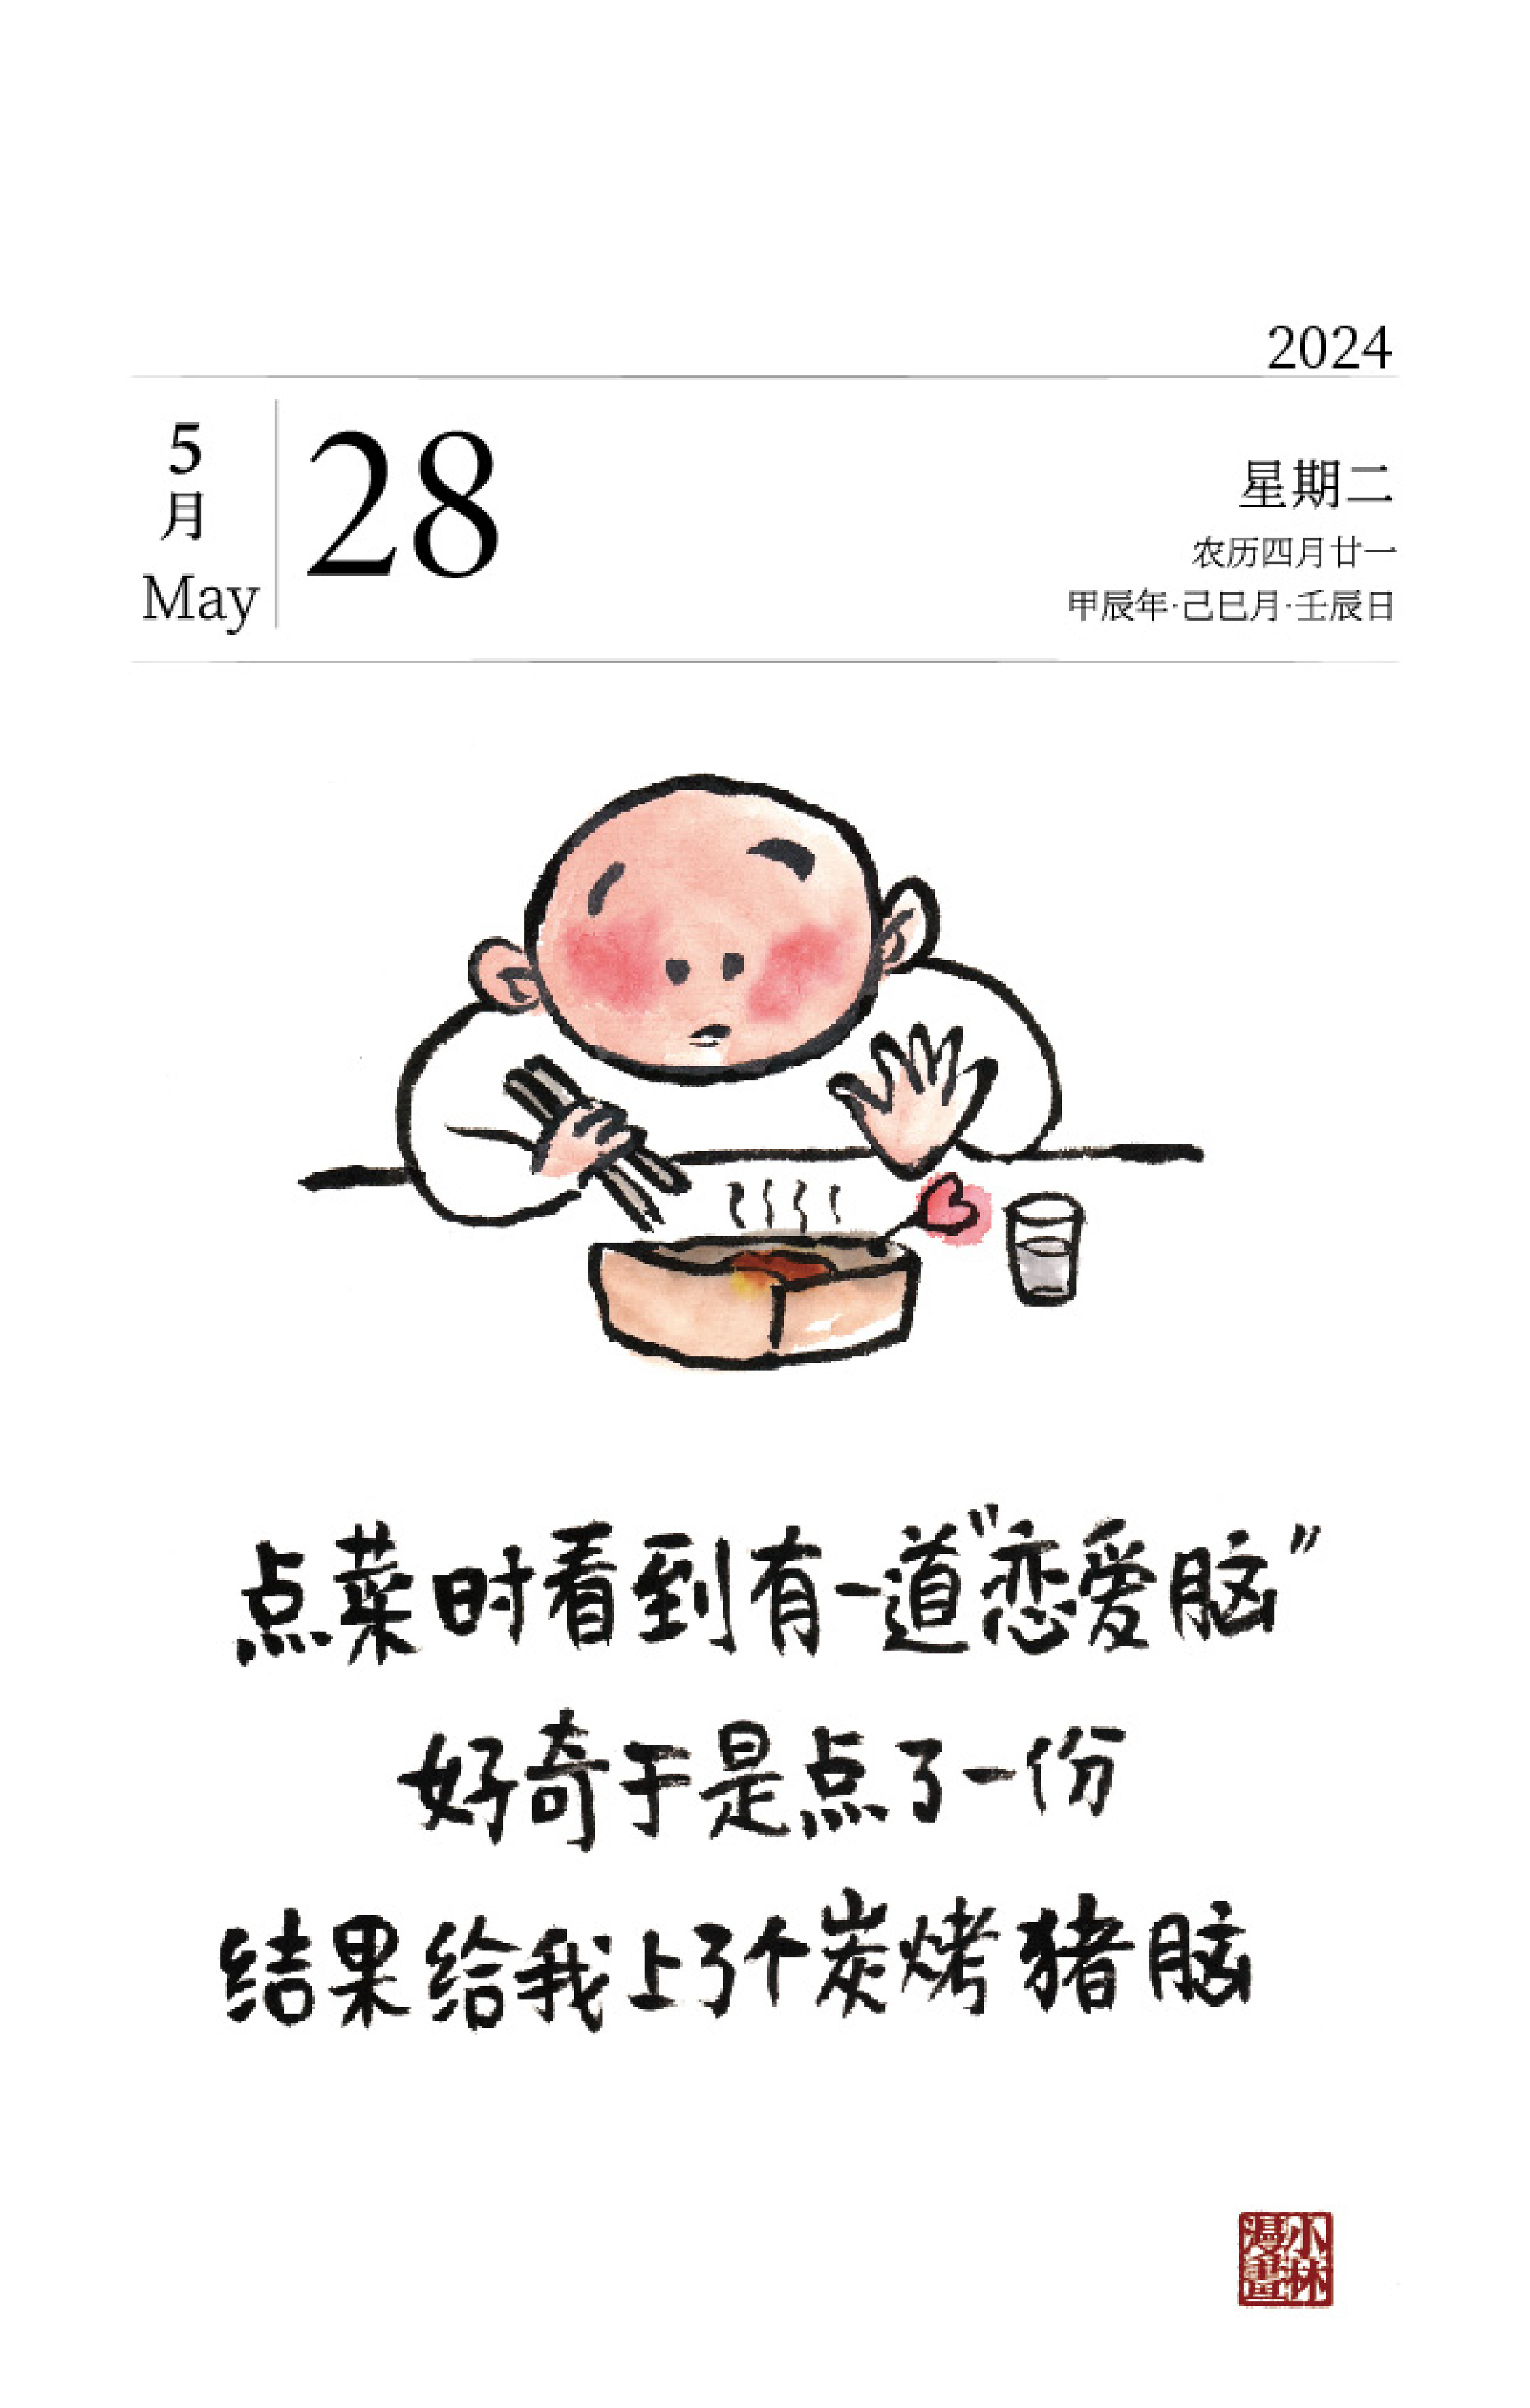 2024
5
月
May
28
星期二
农历四月廿一
甲辰年·己巳月·壬辰日
点菜时看到有一道"恋爱脑"
好奇于是点了一份
结果给我上了个炭烤猪脑
小林
漫畫